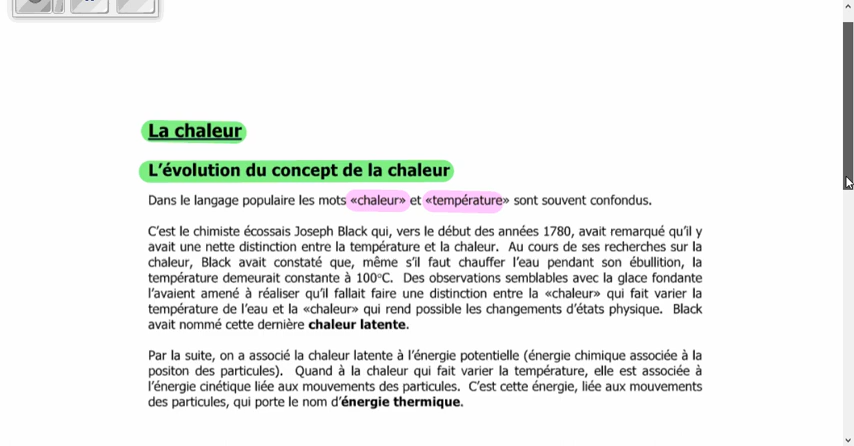 La chaleur
L'évolution du concept de la chaleur
Dans le langage populaire les mots «chaleur» et «température» sont souvent confondus.
C'est le chimiste écossais Joseph Black qui, vers le début des années 1780, avait remarqué qu'il y
avait une nette distinction entre la température et la chaleur. Au cours de ses recherches sur la
chaleur, Black avait constaté que, même s'il faut chauffer l'eau pendant son ébullition, la
température demeurait constante à 100°C. Des observations semblables avec la glace fondante
l'avaient amené à réaliser qu'il fallait faire une distinction entre la «chaleur» qui fait varier la
température de l'eau et la «chaleur» qui rend possible les changements d'états physique. Black
avait nommé cette dernière chaleur latente.
Par la suite, on a associé la chaleur latente à l'énergie potentielle (énergie chimique associée à la
positon des particules). Quand à la chaleur qui fait varier la température, elle est associée à
l'énergie cinétique liée aux mouvements des particules. C'est cette énergie, liée aux mouvements
des particules, qui porte le nom d'énergie thermique.